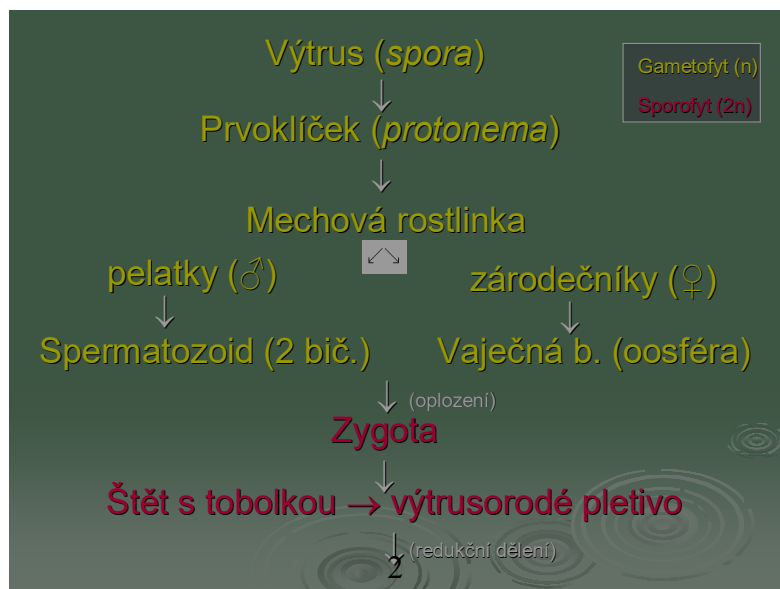 Výtrus (spora)
Gametofyt (n)
Sporofyt (2n)
↓
Prvoklíček (protonema)
↓
Mechová rostlinka
↙↘
pelatky (♂)
zárodečníky (♀)
↓ ↓
Spermatozoid (2 bič.)
Vaječná b. (oosféra)
↓ (oplození)
Zygota
↓
Štět s tobolkou → výtrusorodé pletivo
↓ (redukční dělení)
2